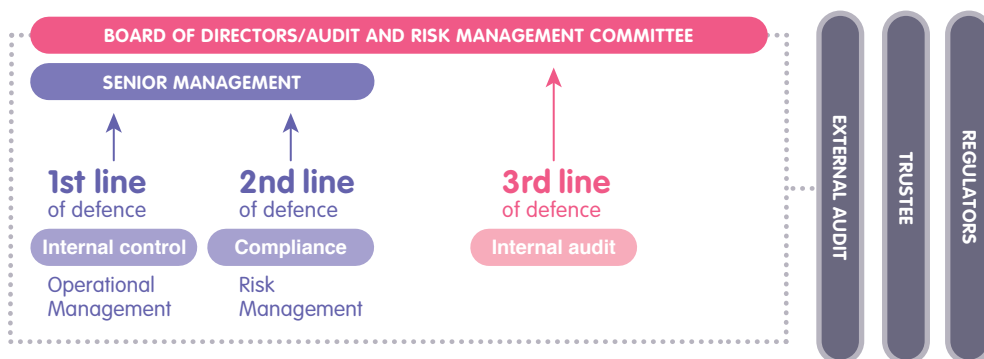 BOARD OF DIRECTORS/AUDIT AND RISK MANAGEMENT COMMITTEE
SENIOR MANAGEMENT
1st line
of defence
Internal control
Operational
Management
2nd line
of defence
Compliance
Risk
Management
3rd line
of defence
Internal audit
EXTERNAL AUDIT
TRUSTEE
REGULATORS